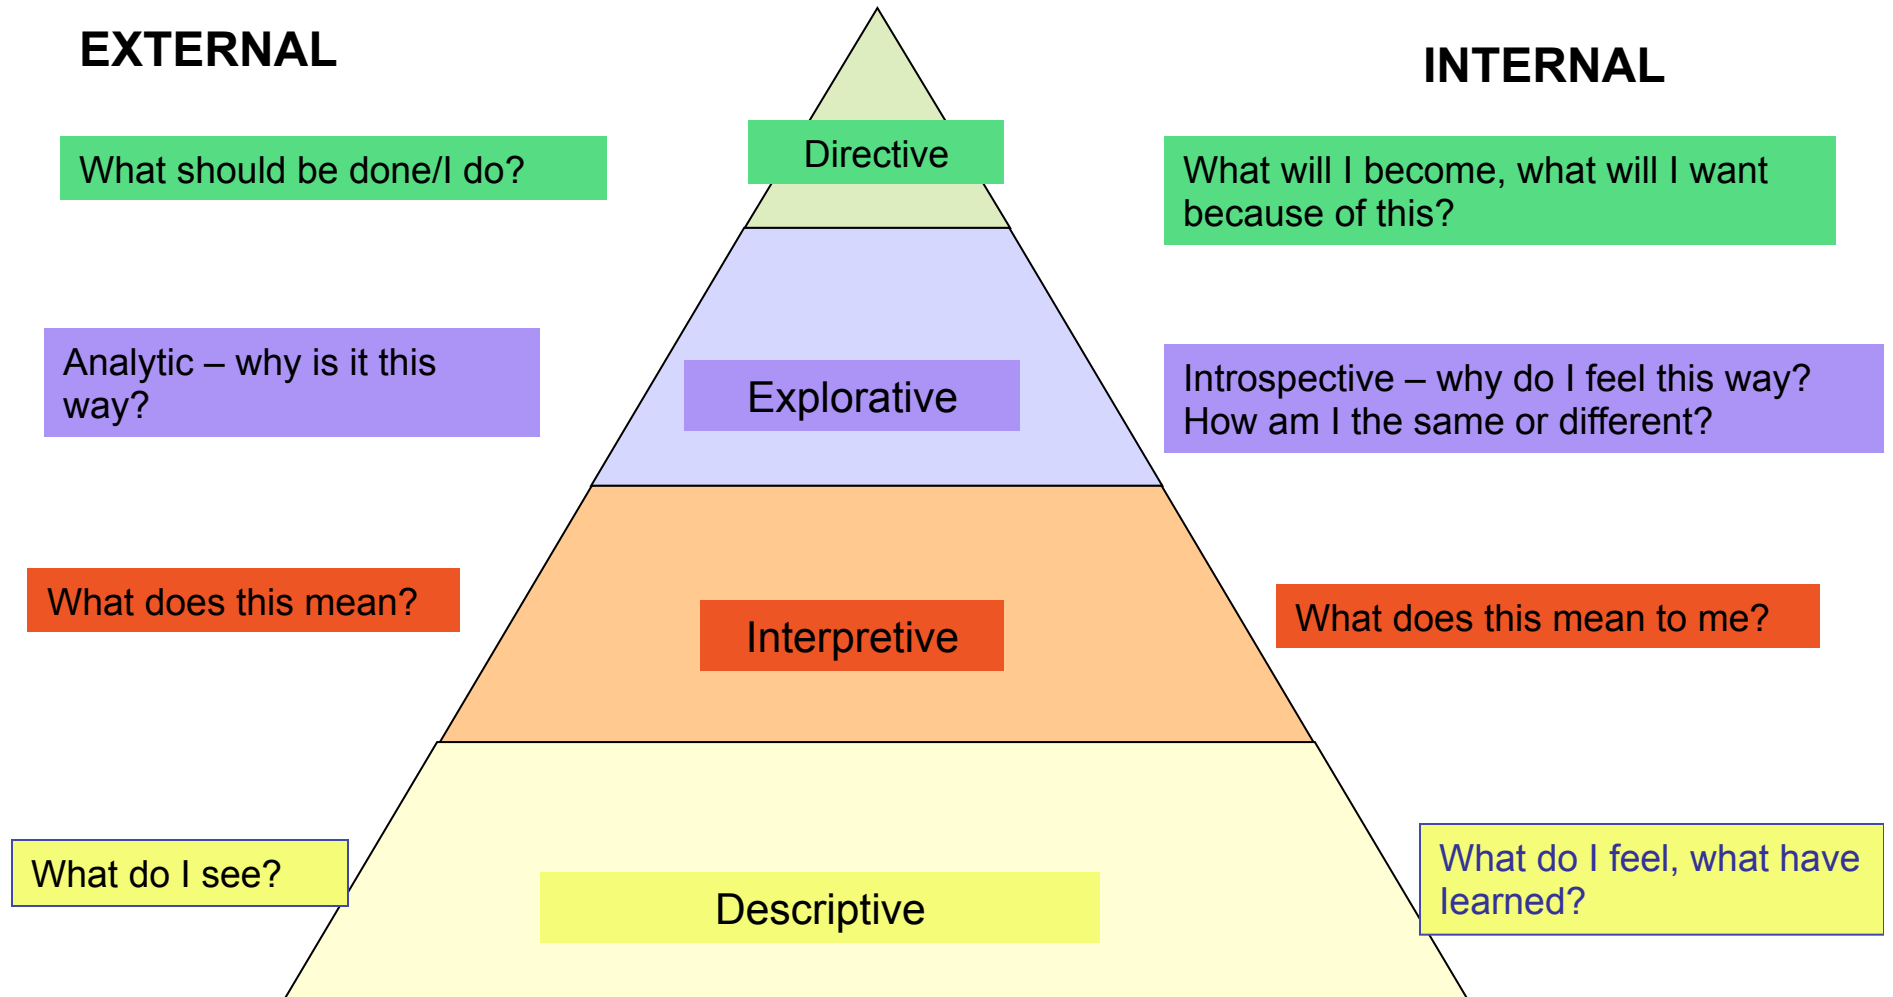 EXTERNAL
INTERNAL
What should be done/I do?
Directive
What will I become, what will I want
because of this?
Analytic – why is it this
way?
Explorative
Introspective – why do I feel this way?
How am I the same or different?
What does this mean?
Interpretive
What does this mean to me?
What do I see?
Descriptive
What do I feel, what have
learned?